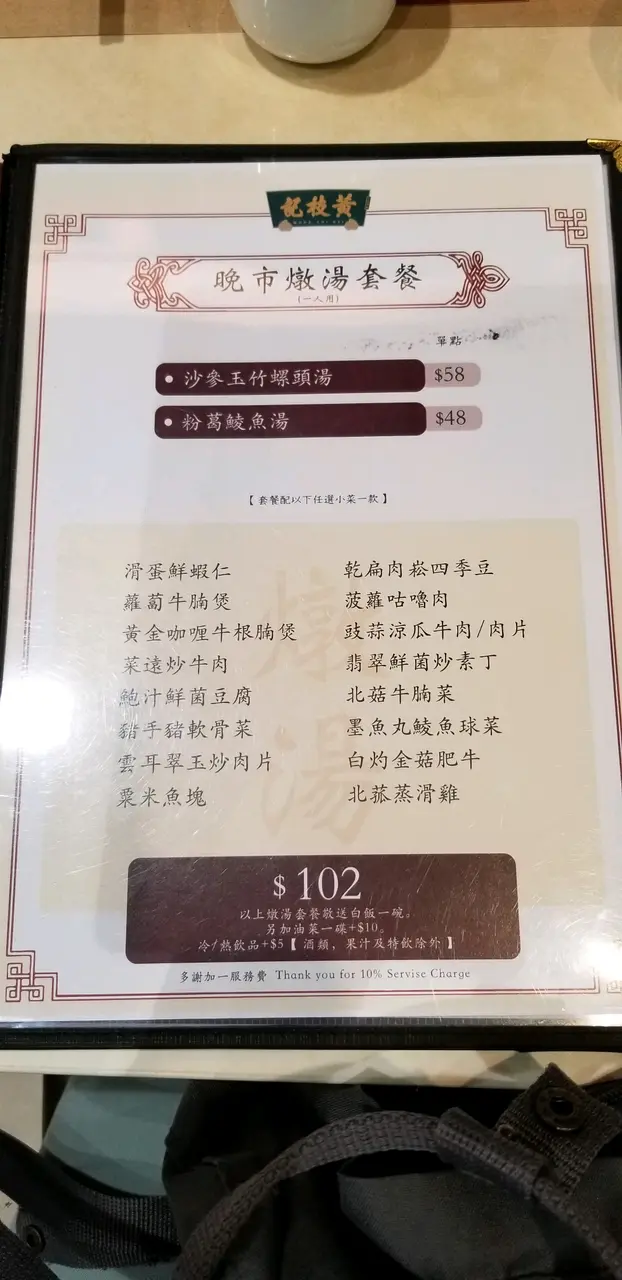 黃枝記
晚市燉湯套餐
(一人用)
單點
沙參玉竹螺頭湯 $58
粉葛鯪魚湯 $48
【 套餐配以下任選小菜一款 】
滑蛋鮮蝦仁
蘿蔔牛腩煲
黃金咖喱牛根腩煲
菜遠炒牛肉
鮑汁鮮菌豆腐
豬手豬軟骨菜
雲耳翠玉炒肉片
粟米魚塊
乾扁肉崧四季豆
菠蘿咕嚕肉
豉蒜涼瓜牛肉/肉片
翡翠鮮菌炒素丁
北菇牛腩菜
墨魚丸鯪魚球菜
白灼金菇肥牛
北菰蒸滑雞
燉湯
$102
以上燉湯套餐敬送白飯一碗。
另加油菜一碟+$10。
冷/熱飲品+$5【 酒類，果汁及特飲除外 】
多謝加一服務費 Thank you for 10% Servise Charge